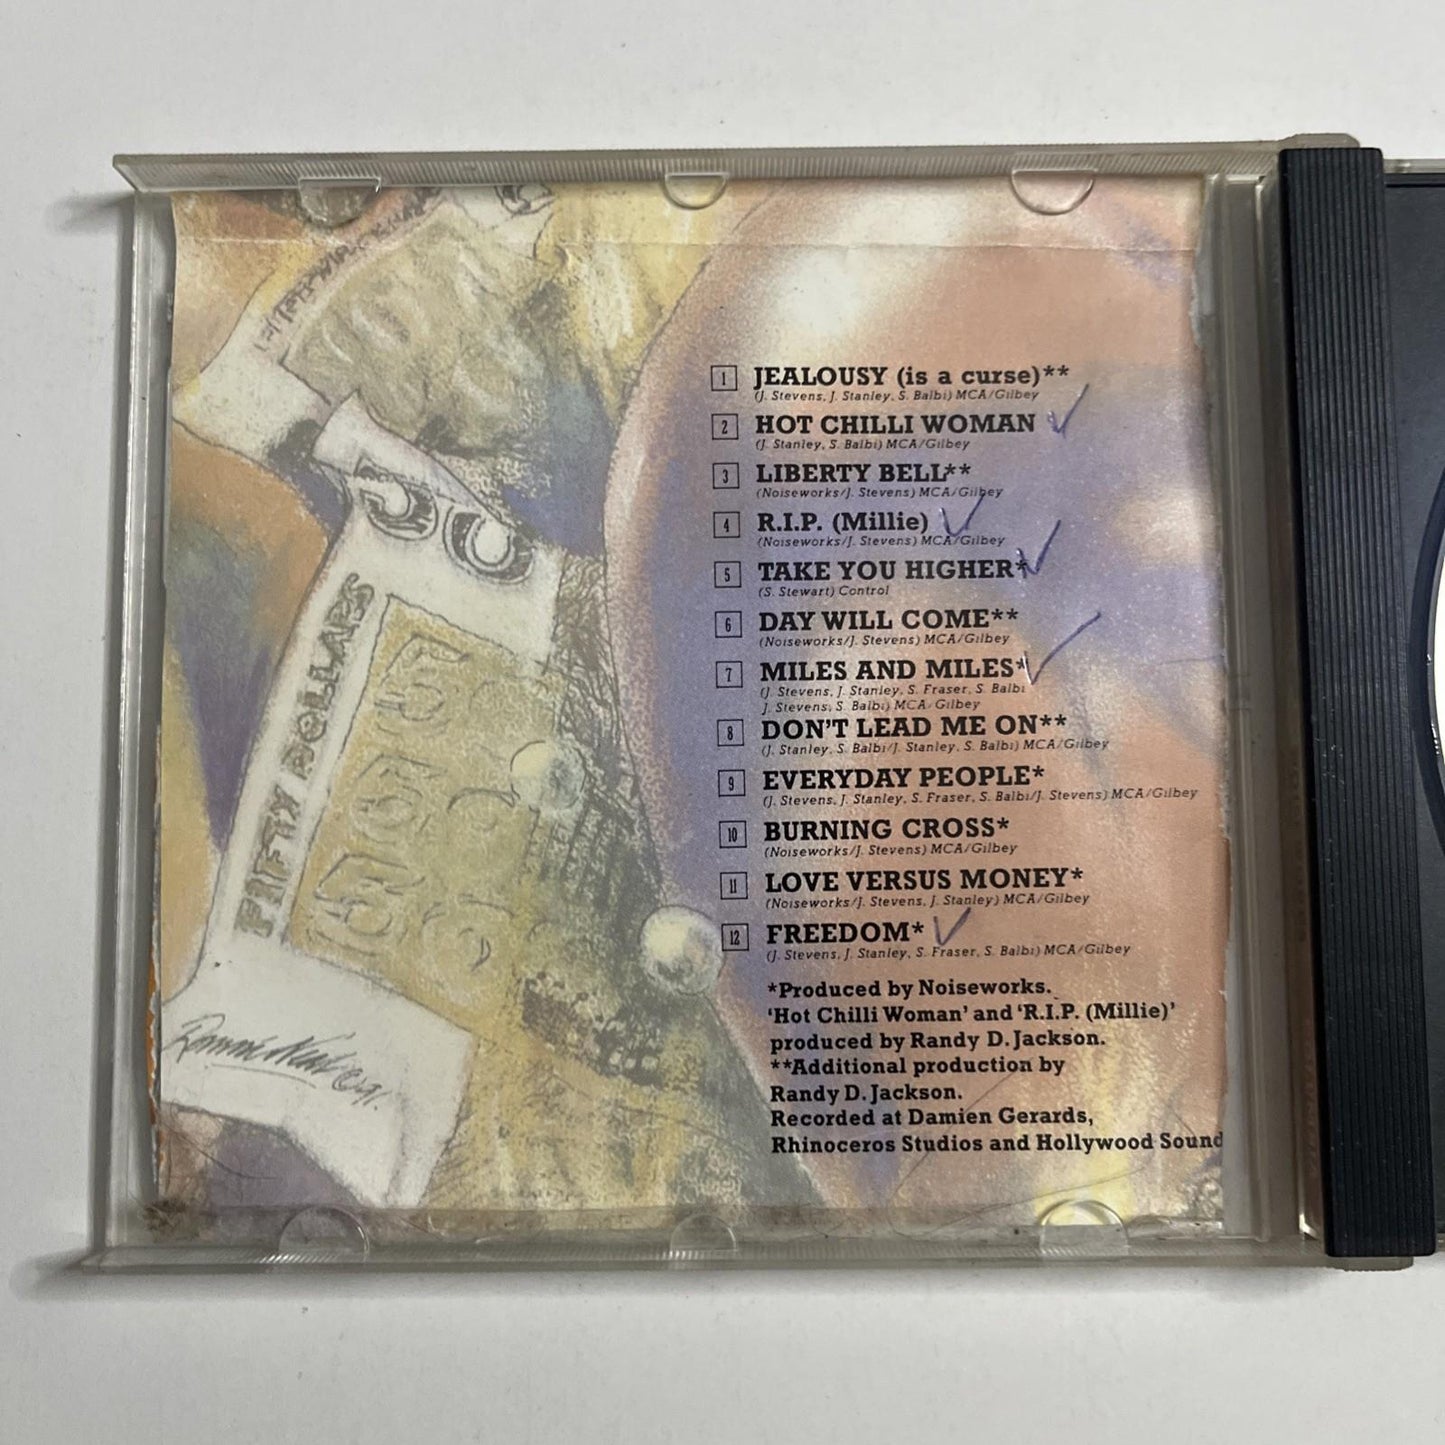 FIFTY DOLLARS
50
1 JEALOUSY (is a curse)**
(J. Stevens, J. Stanley, S. Balbi) MCA/Gilbey
2 HOT CHILLI WOMAN
(J. Stanley, S. Balbi) MCA/Gilbey
3 LIBERTY BELL**
(Noiseworks/J. Stevens) MCA/Gilbey
4 R.I.P. (Millie)
(Noiseworks/J. Stevens) MCA/Gilbey
5 TAKE YOU HIGHER*
(S. Stewart) Control
6 DAY WILL COME**
(Noiseworks/J. Stevens) MCA/Gilbey
7 MILES AND MILES*
(J. Stevens, J. Stanley, S. Fraser, S. Balbi
J. Stevens, S. Balbi) MCA/Gilbey
8 DON'T LEAD ME ON**
(J. Stanley, S. Balbi/J. Stanley, S. Balbi) MCA/Gilbey
9 EVERYDAY PEOPLE*
(J. Stevens, J. Stanley, S. Fraser, S. Balbi/J. Stevens) MCA/Gilbey
10 BURNING CROSS*
(Noiseworks/J. Stevens) MCA/Gilbey
11 LOVE VERSUS MONEY*
(Noiseworks/J. Stevens, J. Stanley) MCA/Gilbey
12 FREEDOM*
(J. Stevens, J. Stanley, S. Fraser, S. Balbi) MCA/Gilbey
*Produced by Noiseworks.
'Hot Chilli Woman' and 'R.I.P. (Millie)'
produced by Randy D. Jackson.
**Additional production by
Randy D. Jackson.
Recorded at Damien Gerards,
Rhinoceros Studios and Hollywood Sound